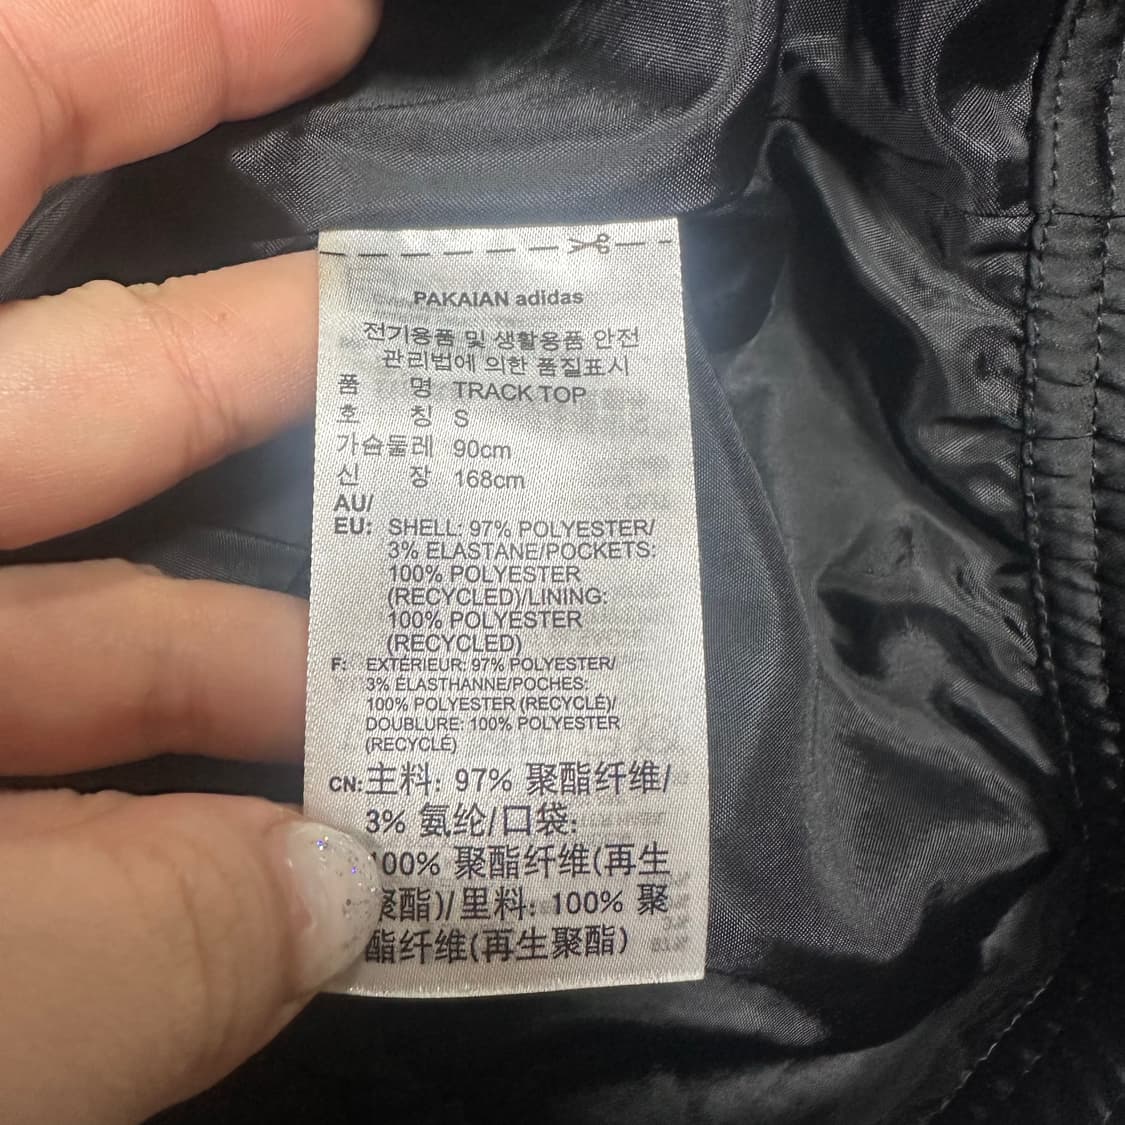 PAKAIAN adidas
전기용품 및 생활용품 안전
관리법에 의한 품질표시
품 명 TRACK TOP
호 칭 S
가슴둘레 90cm
신 장 168cm
AU/
EU: SHELL: 97% POLYESTER/
3% ELASTANE/POCKETS:
100% POLYESTER
(RECYCLED)/LINING:
100% POLYESTER
(RECYCLED)
F: EXTÉRIEUR: 97% POLYESTER/
3% ÉLASTHANNE/POCHES:
100% POLYESTER (RECYCLÉ)/
DOUBLURE: 100% POLYESTER
(RECYCLÉ)
CN: 主料: 97% 聚酯纤维/
3% 氨纶/口袋:
100% 聚酯纤维(再生
聚酯)/里料: 100% 聚
酯纤维(再生聚酯)